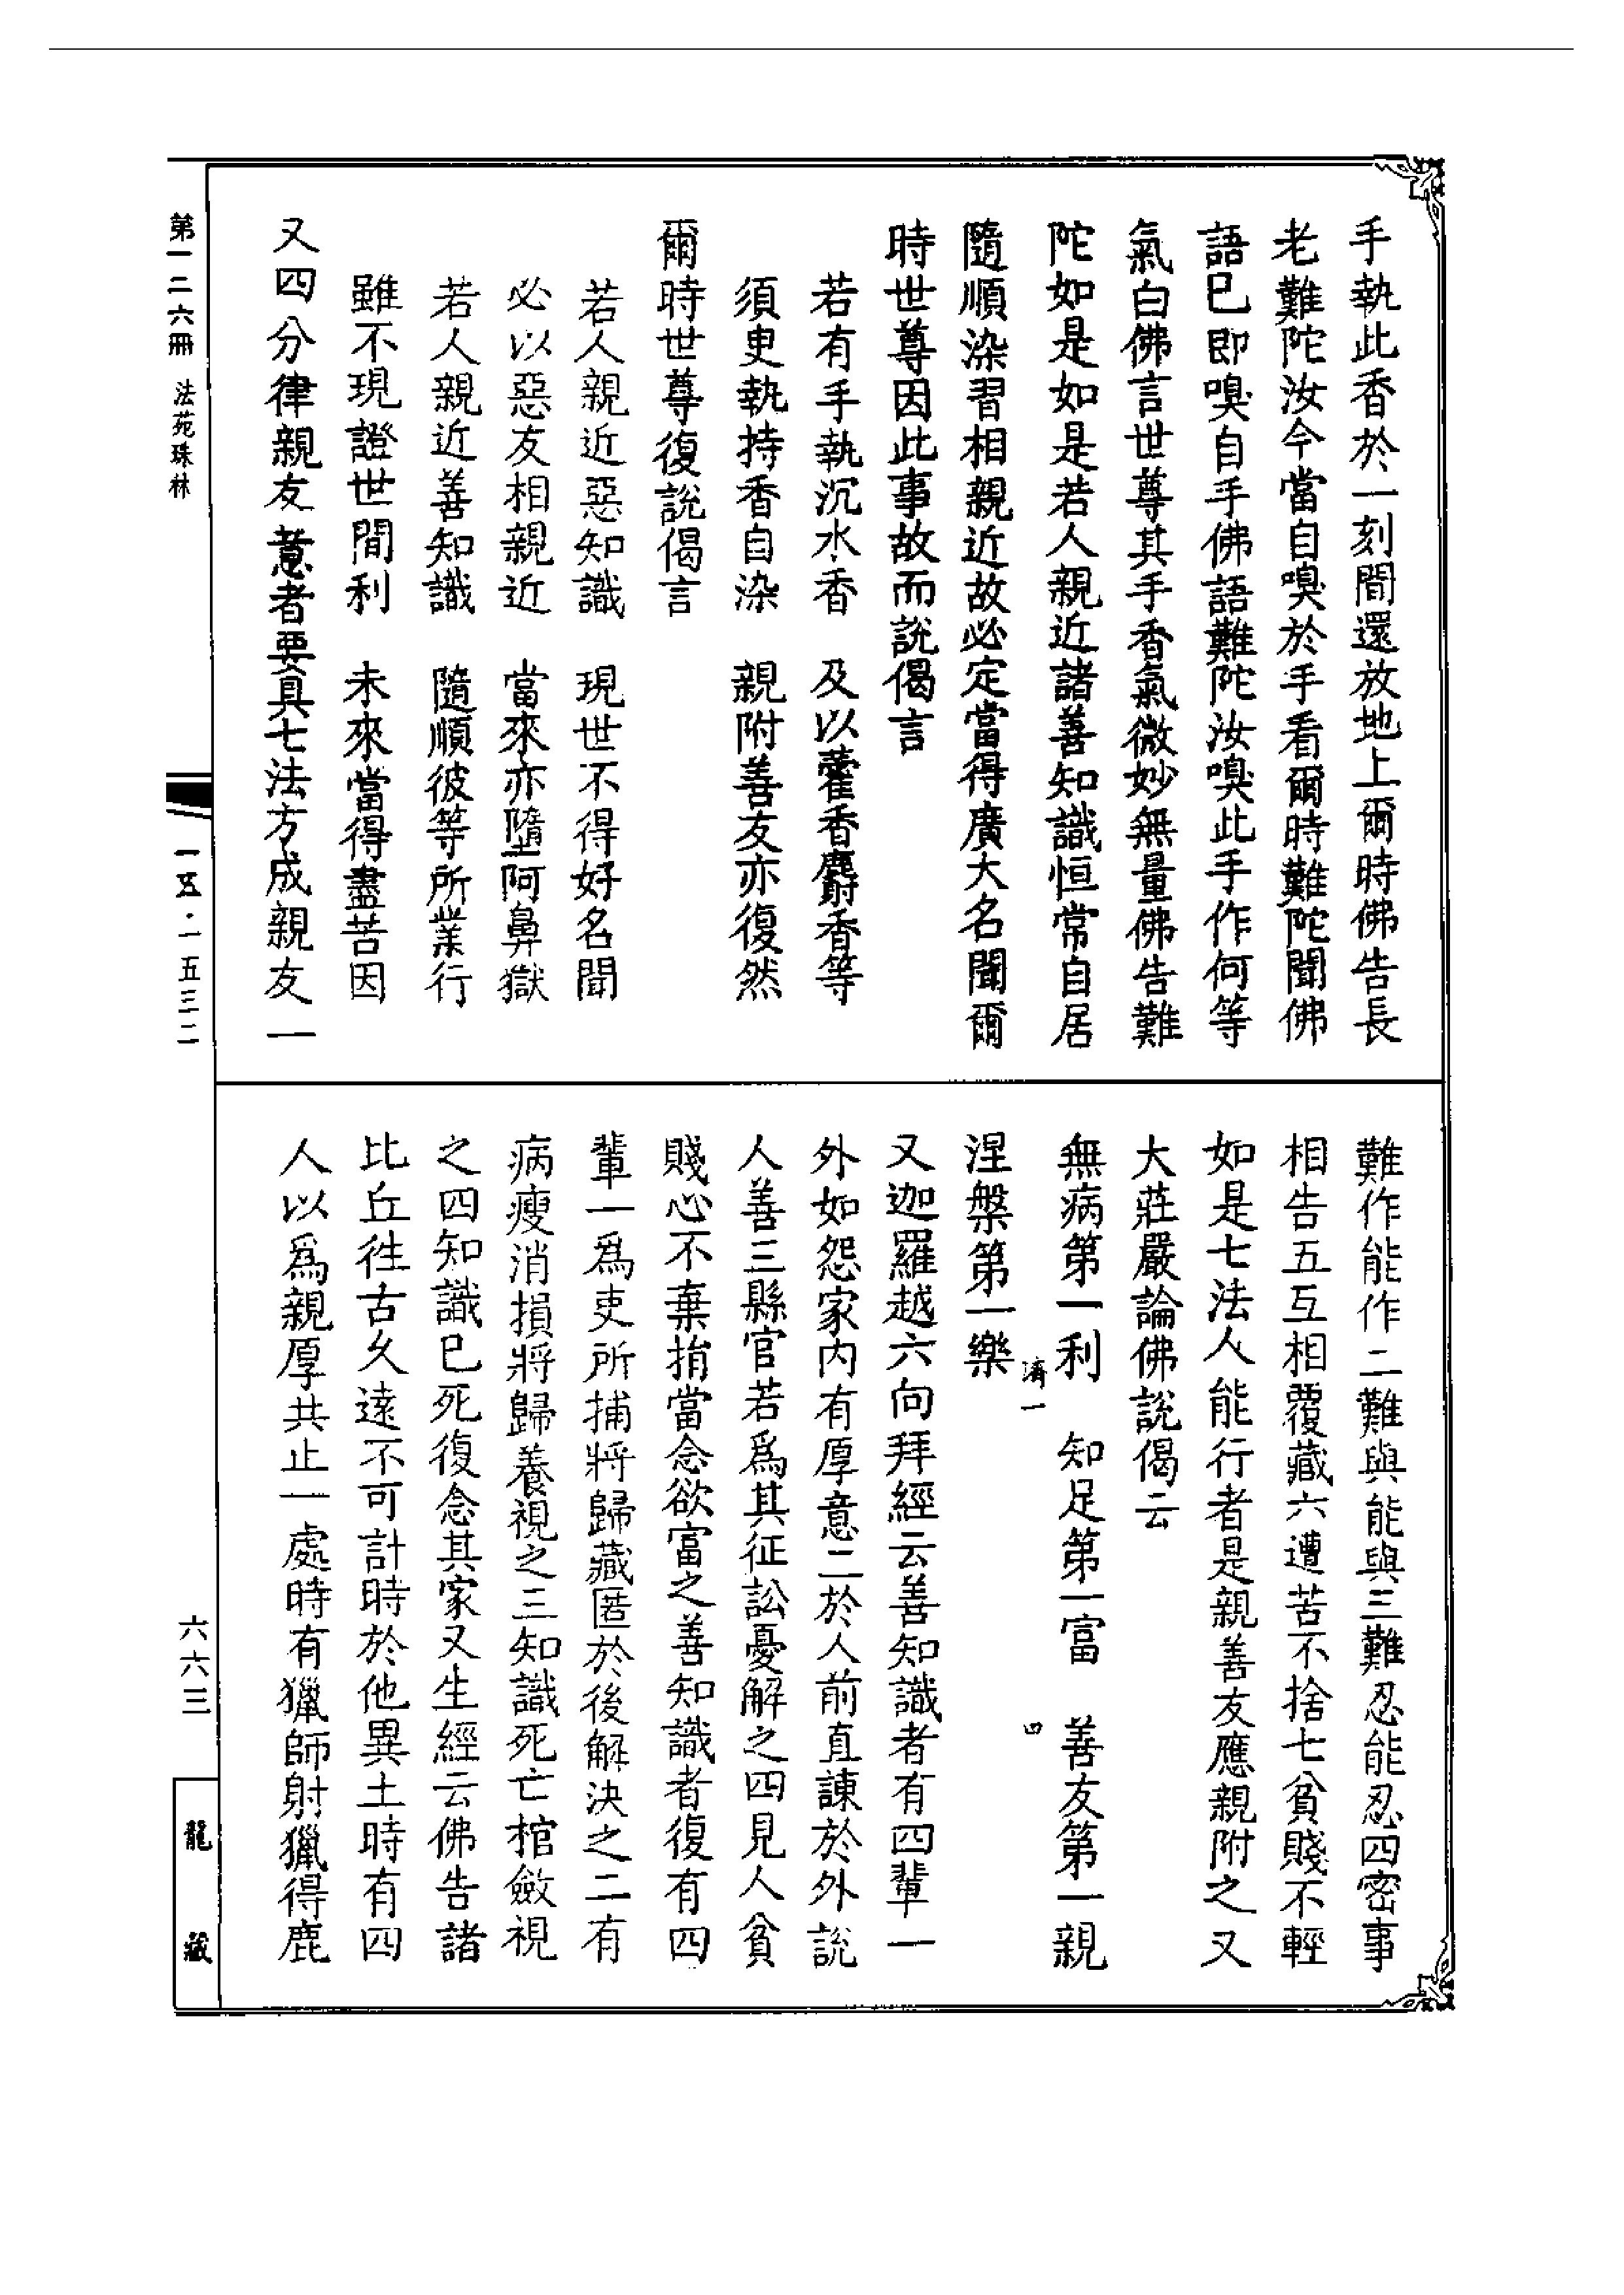 手執此香於一刻間還放地上爾時佛告長
老難陀汝今當自嗅於手看爾時難陀聞佛
語已即嗅自手佛語難陀汝嗅此手作何等
氣白佛言世尊其手香氣微妙無量佛告難
陀如是如是若人親近諸善知識恒常自居
隨順染習相親近故必定當得廣大名聞爾
時世尊因此事故而說偈言
若有手執沉水香　及以藿香麝香等
須臾執持香自染　親附善友亦復然
爾時世尊復說偈言
若人親近惡知識　現世不得好名聞
必以惡友相親近　當來亦墮阿鼻獄
若人親近善知識　隨順彼等所業行
雖不現證世間利　未來當得盡苦因
又四分律親友意者要具七法方成親友一
難作能作二難與能與三難忍能忍四密事
相告五互相覆藏六遭苦不捨七貧賤不輕
如是七法人能行者是親善友應親附之又
大莊嚴論佛說偈云
無病第一利　知足第一富　善友第一親
濟一　四
涅槃第一樂
又迦羅越六向拜經云善知識者有四輩一
外如怨家內有厚意二於人前直諫於外說
人善三縣官若為其征訟憂解之四見人貧
賤心不棄捐當念欲富之善知識者復有四
輩一為吏所捕將歸藏匿於後解決之二有
病瘦消損將歸養視之三知識死亡棺斂視
之四知識已死復念其家又生經云佛告諸
比丘往古久遠不可計時於他異土時有四
人以為親厚共止一處時有獵師射獵得鹿
第一二六冊　法苑珠林
一五·一五三二
六六三
龍藏